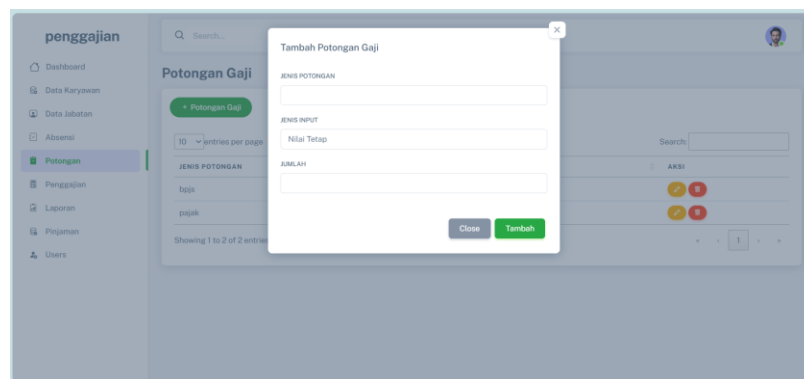 penggajian
Search...
Dashboard
Data Karyawan
Data Jabatan
Absensi
Potongan
Penggajian
Laporan
Pinjaman
Users
Potongan Gaji
+ Potongan Gaji
10 entries per page
Search:
JENIS POTONGAN
AKSI
bpjs
pajak
Showing 1 to 2 of 2 entries
1
Tambah Potongan Gaji
JENIS POTONGAN
JENIS INPUT
Nilai Tetap
JUMLAH
Close
Tambah